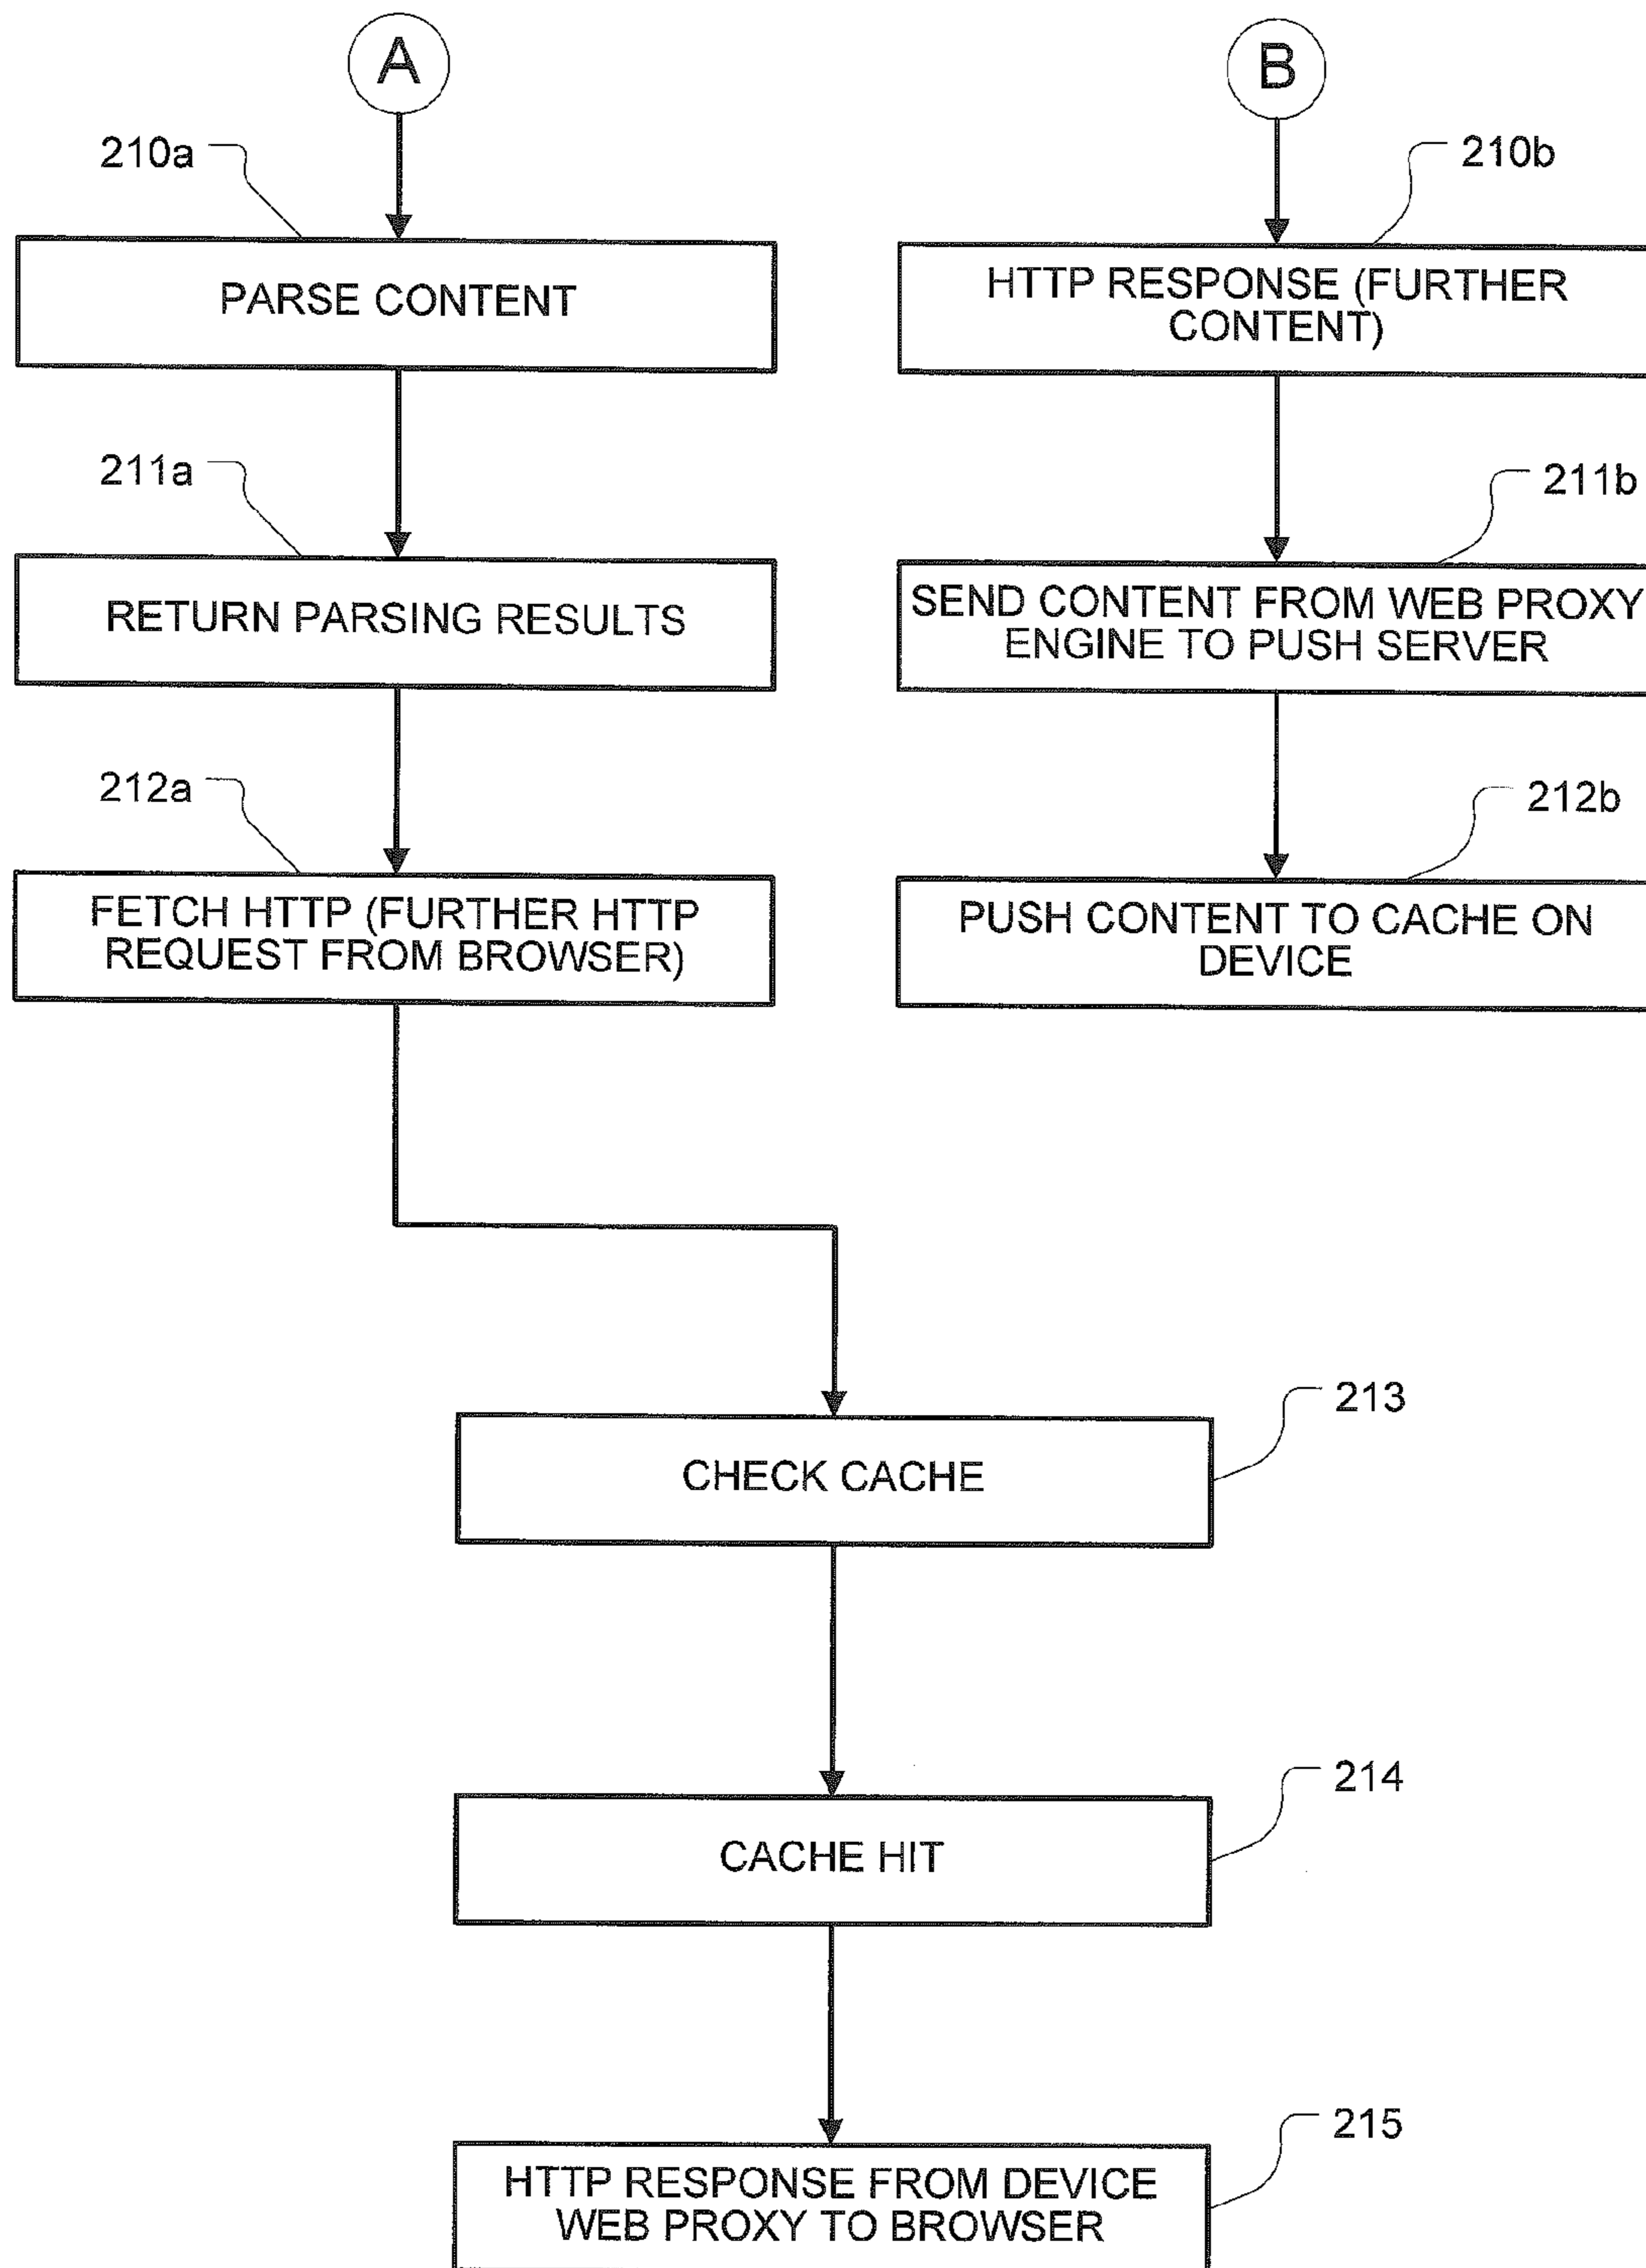 A
B
210a
210b
PARSE CONTENT
HTTP RESPONSE (FURTHER
CONTENT)
211a
211b
RETURN PARSING RESULTS
SEND CONTENT FROM WEB PROXY
ENGINE TO PUSH SERVER
212a
212b
FETCH HTTP (FURTHER HTTP
REQUEST FROM BROWSER)
PUSH CONTENT TO CACHE ON
DEVICE
213
CHECK CACHE
214
CACHE HIT
215
HTTP RESPONSE FROM DEVICE
WEB PROXY TO BROWSER